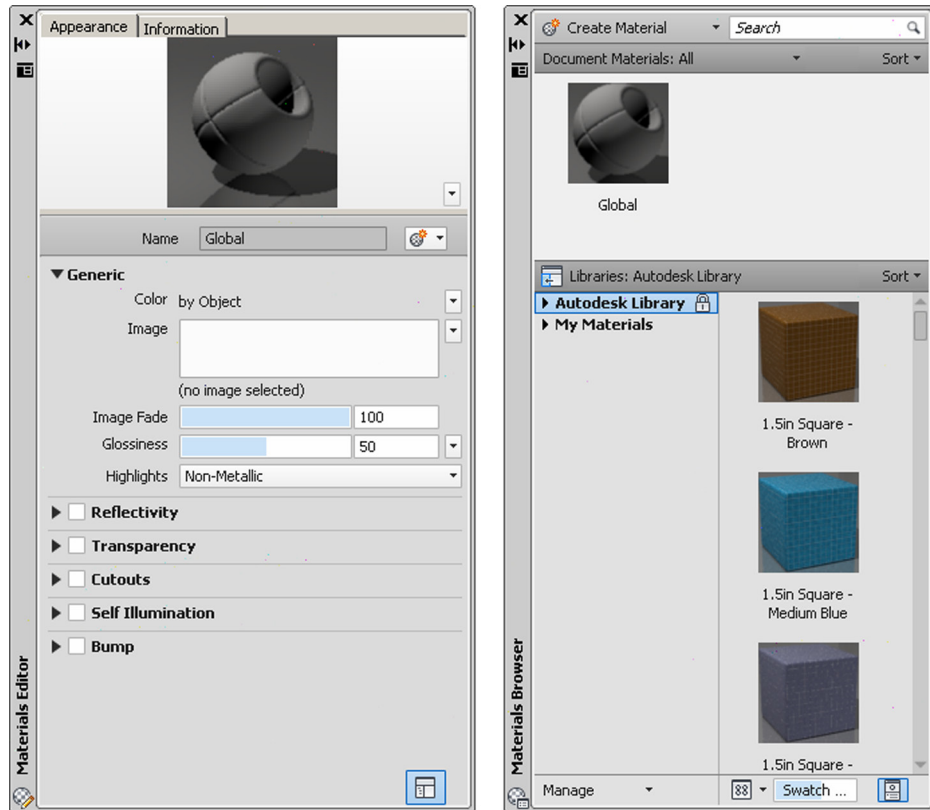 Appearance
Information
Name
Global
Generic
Color
by Object
Image
(no image selected)
Image Fade
100
Glossiness
50
Highlights
Non-Metallic
Reflectivity
Transparency
Cutouts
Self Illumination
Bump
Materials Editor
Create Material
Search
Document Materials: All
Sort
Global
Libraries: Autodesk Library
Sort
Autodesk Library
My Materials
1.5in Square -
Brown
1.5in Square -
Medium Blue
1.5in Square -
Manage
Swatch ...
Materials Browser